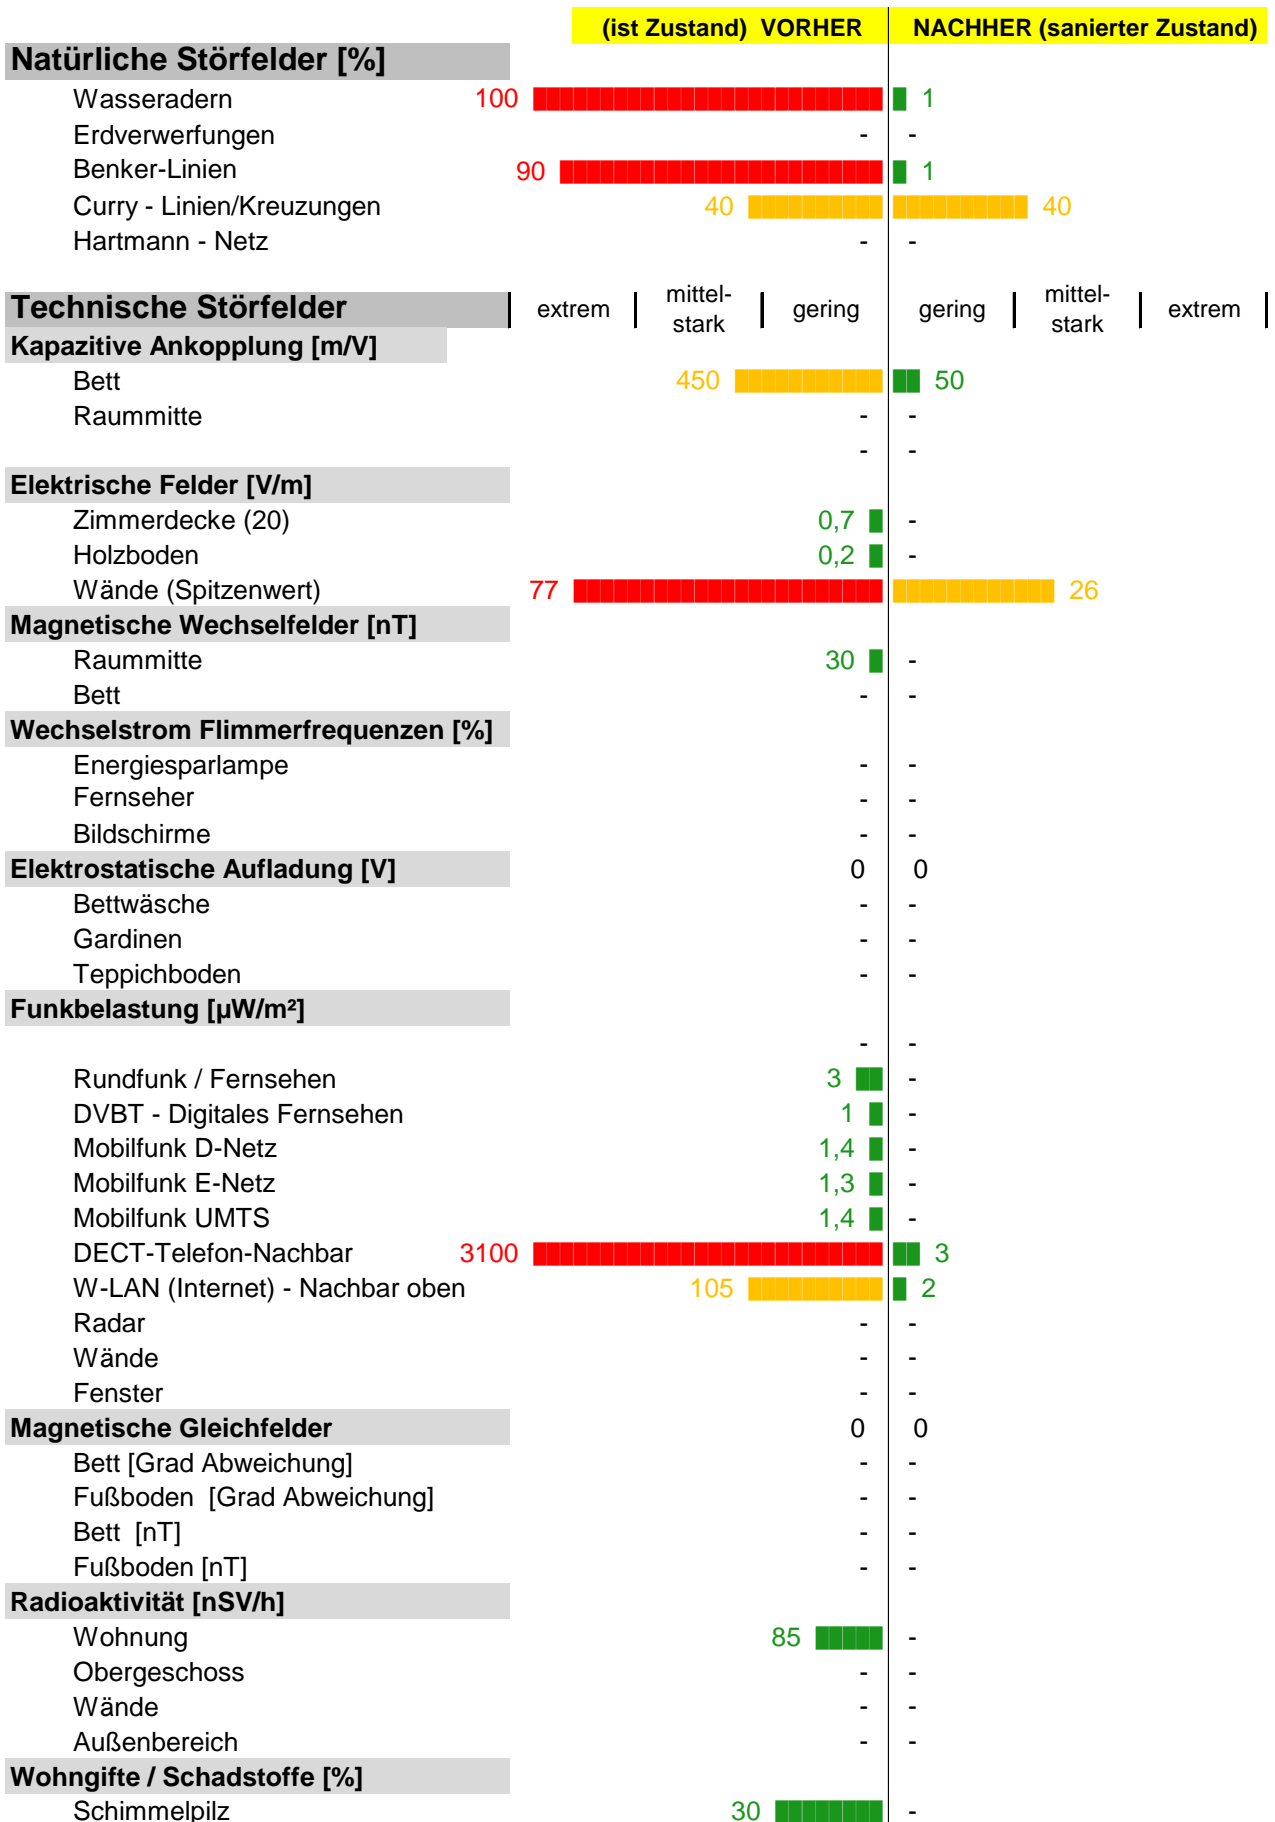 (ist Zustand) VORHER NACHHER (sanierter Zustand)
Natürliche Störfelder [%]
Wasseradern 100 1
Erdverwerfungen - -
Benker-Linien 90 1
Curry - Linien/Kreuzungen 40 40
Hartmann - Netz - -
Technische Störfelder extrem mittel-stark gering gering mittel-stark extrem
Kapazitive Ankopplung [m/V]
Bett 450 50
Raummitte - -
- -
Elektrische Felder [V/m]
Zimmerdecke (20) 0,7 -
Holzboden 0,2 -
Wände (Spitzenwert) 77 26
Magnetische Wechselfelder [nT]
Raummitte 30 -
Bett - -
Wechselstrom Flimmerfrequenzen [%]
Energiesparlampe - -
Fernseher - -
Bildschirme - -
Elektrostatische Aufladung [V] 0 0
Bettwäsche - -
Gardinen - -
Teppichboden - -
Funkbelastung [µW/m²]
- -
Rundfunk / Fernsehen 3 -
DVBT - Digitales Fernsehen 1 -
Mobilfunk D-Netz 1,4 -
Mobilfunk E-Netz 1,3 -
Mobilfunk UMTS 1,4 -
DECT-Telefon-Nachbar 3100 3
W-LAN (Internet) - Nachbar oben 105 2
Radar - -
Wände - -
Fenster - -
Magnetische Gleichfelder 0 0
Bett [Grad Abweichung] - -
Fußboden [Grad Abweichung] - -
Bett [nT] - -
Fußboden [nT] - -
Radioaktivität [nSV/h]
Wohnung 85 -
Obergeschoss - -
Wände - -
Außenbereich - -
Wohngifte / Schadstoffe [%]
Schimmelpilz 30 -